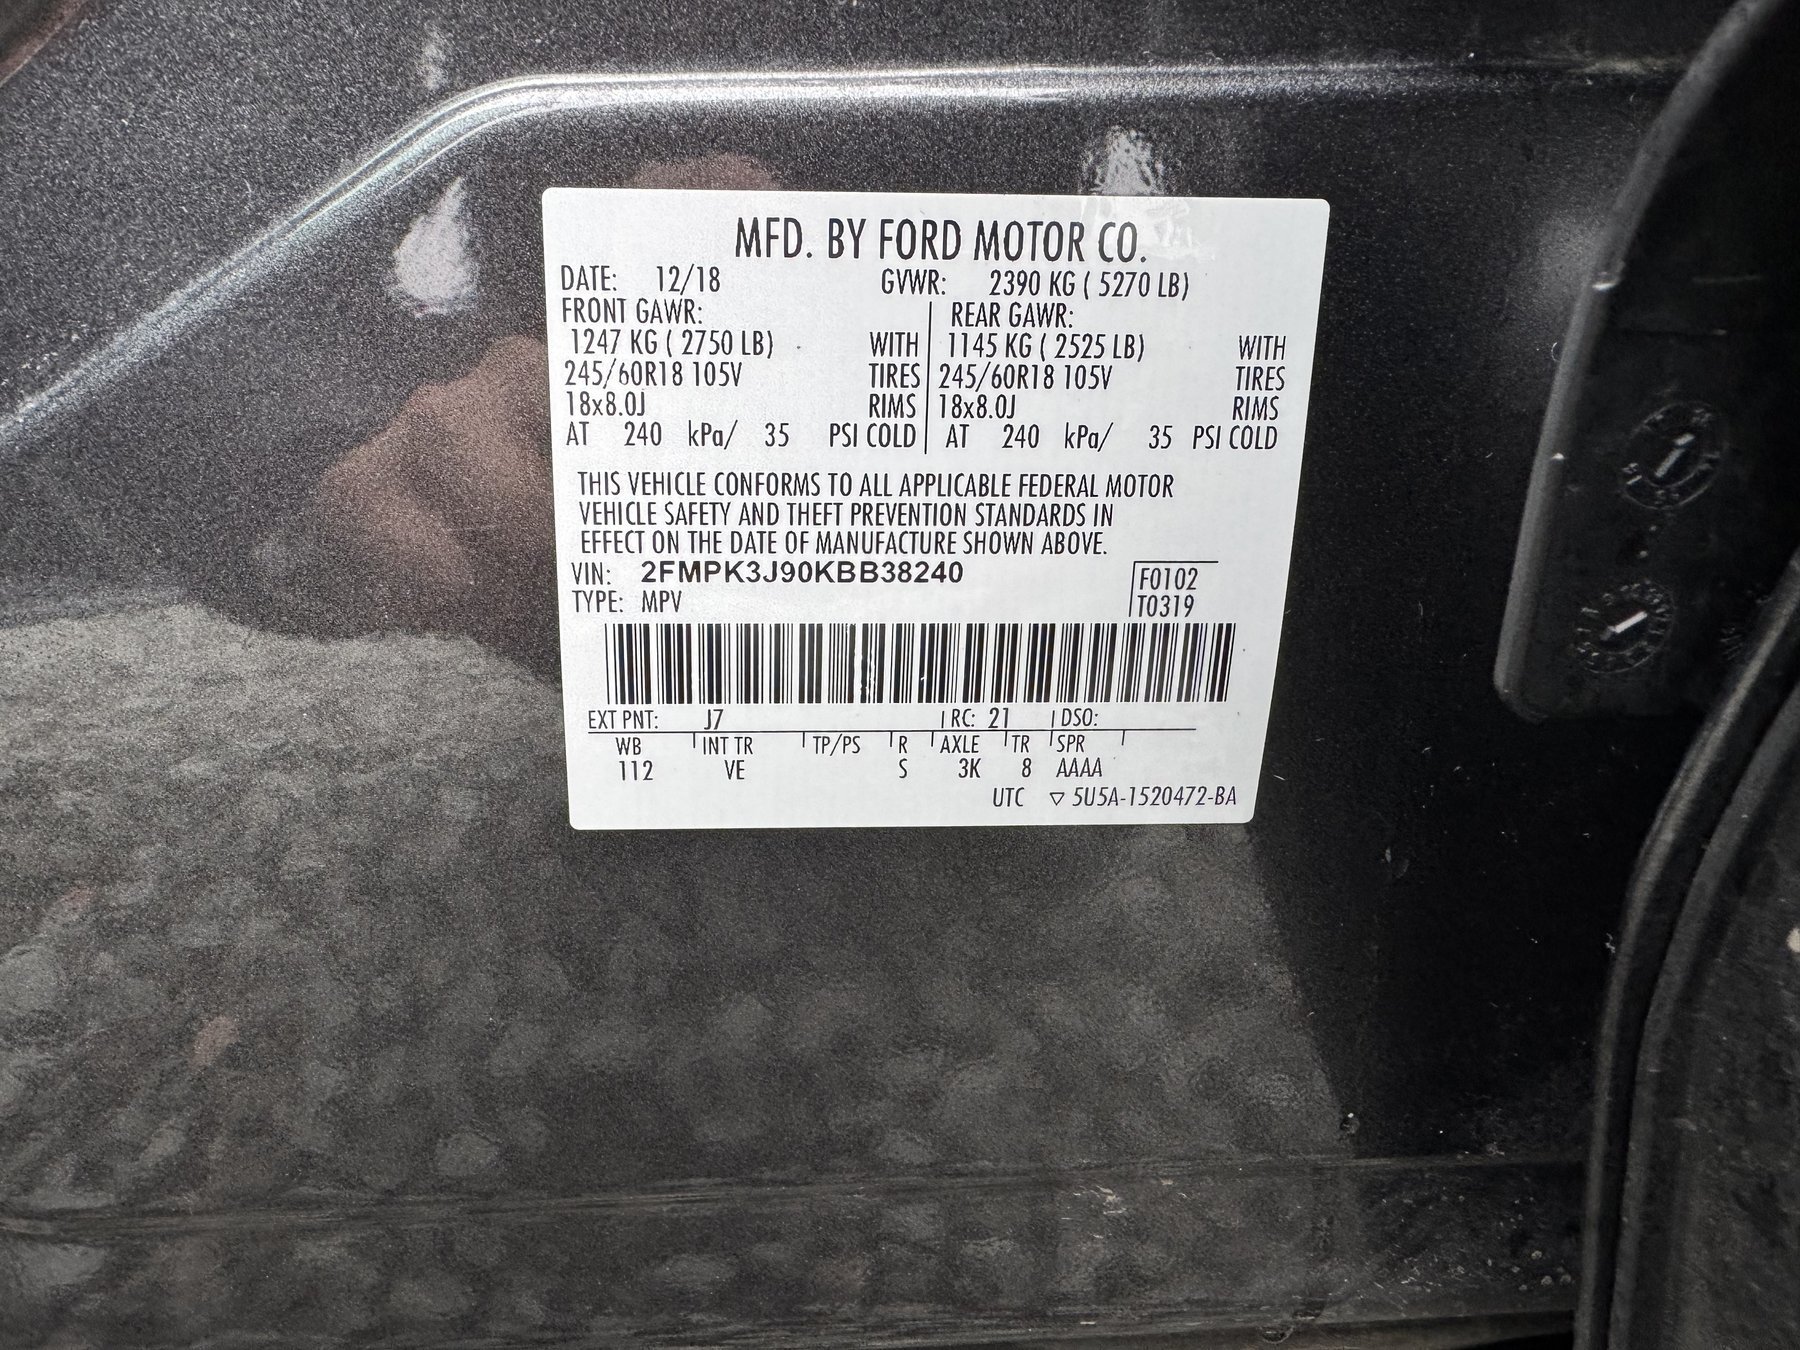 MFD. BY FORD MOTOR CO.
DATE: 12/18 GVWR: 2390 KG ( 5270 LB)
FRONT GAWR: REAR GAWR:
1247 KG ( 2750 LB) WITH 1145 KG ( 2525 LB) WITH
245/60R18 105V TIRES 245/60R18 105V TIRES
18x8.0J RIMS 18x8.0J RIMS
AT 240 kPa/ 35 PSI COLD AT 240 kPa/ 35 PSI COLD
THIS VEHICLE CONFORMS TO ALL APPLICABLE FEDERAL MOTOR
VEHICLE SAFETY AND THEFT PREVENTION STANDARDS IN
EFFECT ON THE DATE OF MANUFACTURE SHOWN ABOVE.
VIN: 2FMPK3J90KBB38240 F0102
TYPE: MPV T0319
EXT PNT: J7 RC: 21 DSO:
WB INT TR TP/PS R AXLE TR SPR
112 VE S 3K 8 AAAA
UTC ▽ 5U5A-1520472-BA